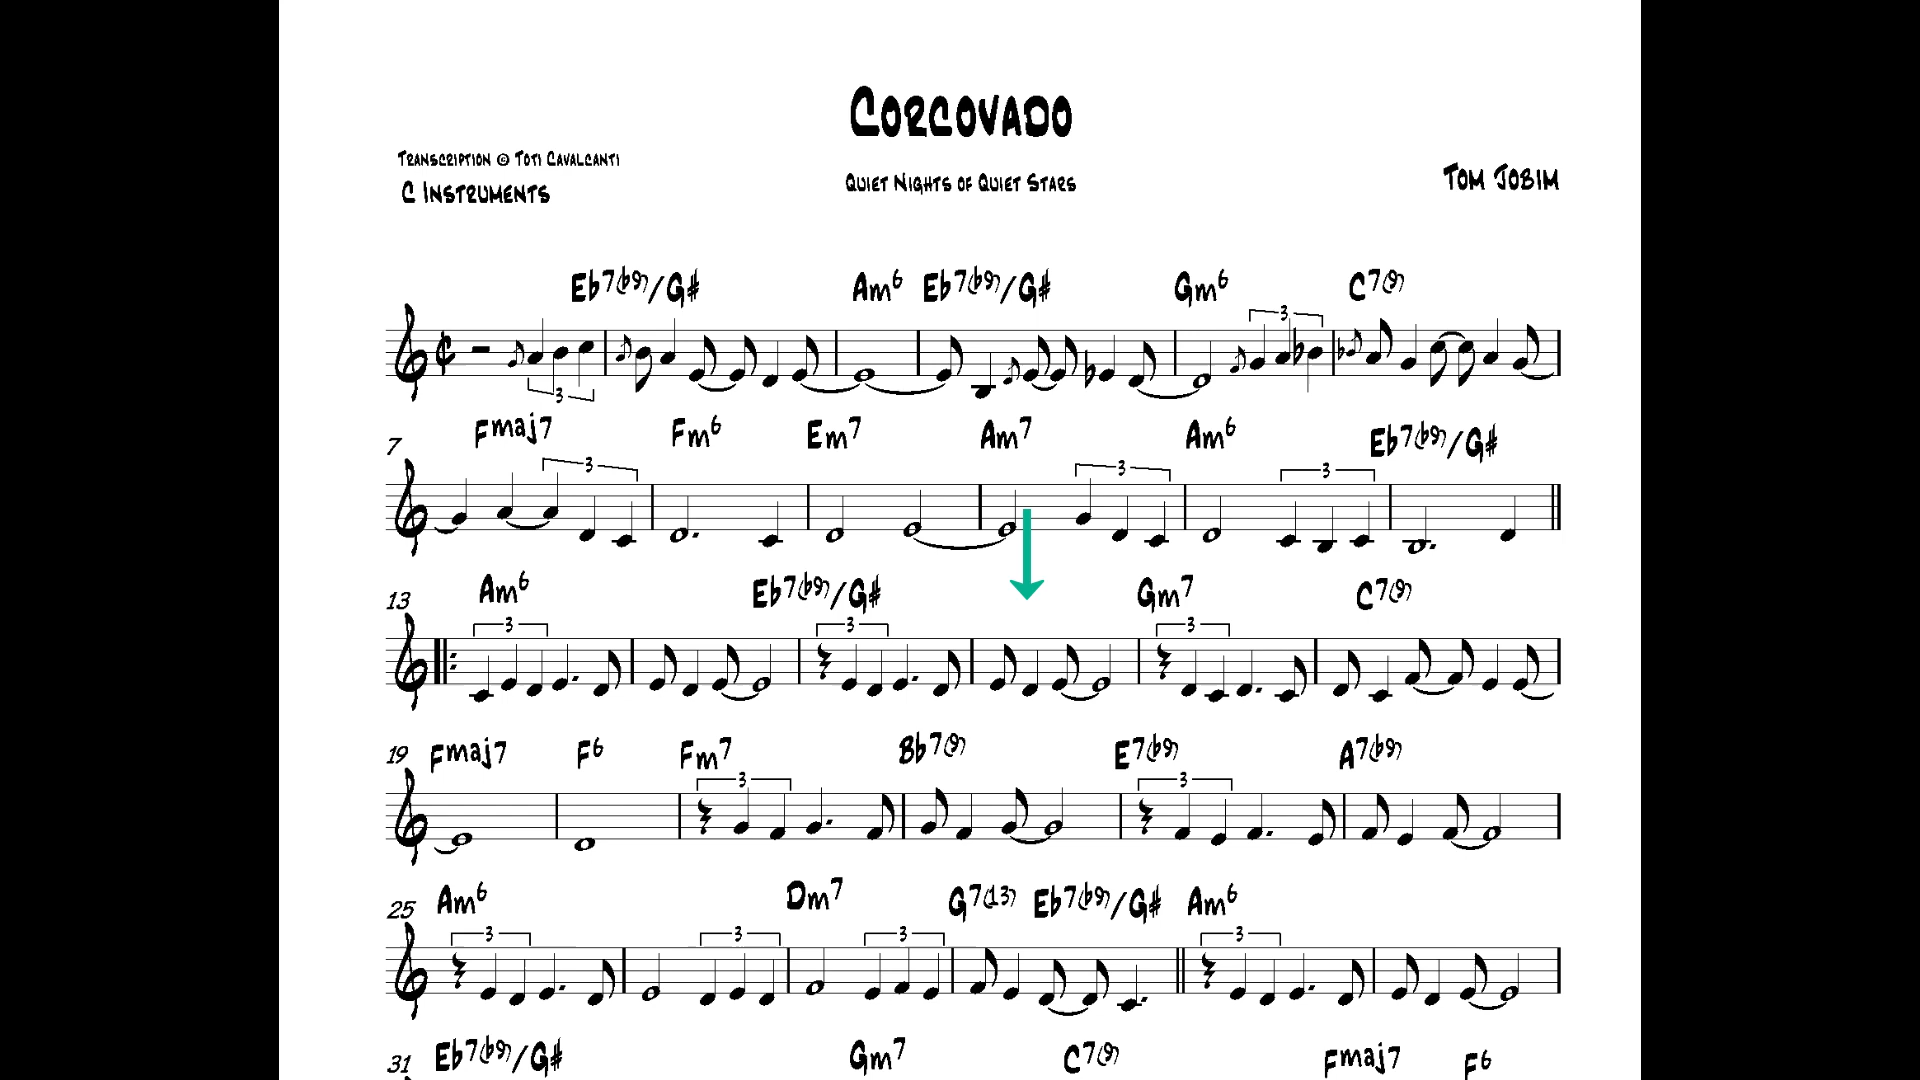 Corcovado
Transcription © Toti Cavalcanti
C Instruments
Quiet Nights of Quiet Stars
Tom Jobim
Eb7(b9)/G# Am6 Eb7(b9)/G# Gm6 C7(9)
3 3
7 Fmaj7 Fm6 Em7 Am7 Am6 Eb7(b9)/G#
3 3 3
13 Am6 Eb7(b9)/G# Gm7 C7(9)
3 3 3
19 Fmaj7 F6 Fm7 Bb7(9) E7(b9) A7(b9)
3 3
25 Am6 Dm7 G7(13) Eb7(b9)/G# Am6
3 3 3 3
31 Eb7(b9)/G# Gm7 C7(9) Fmaj7 F6